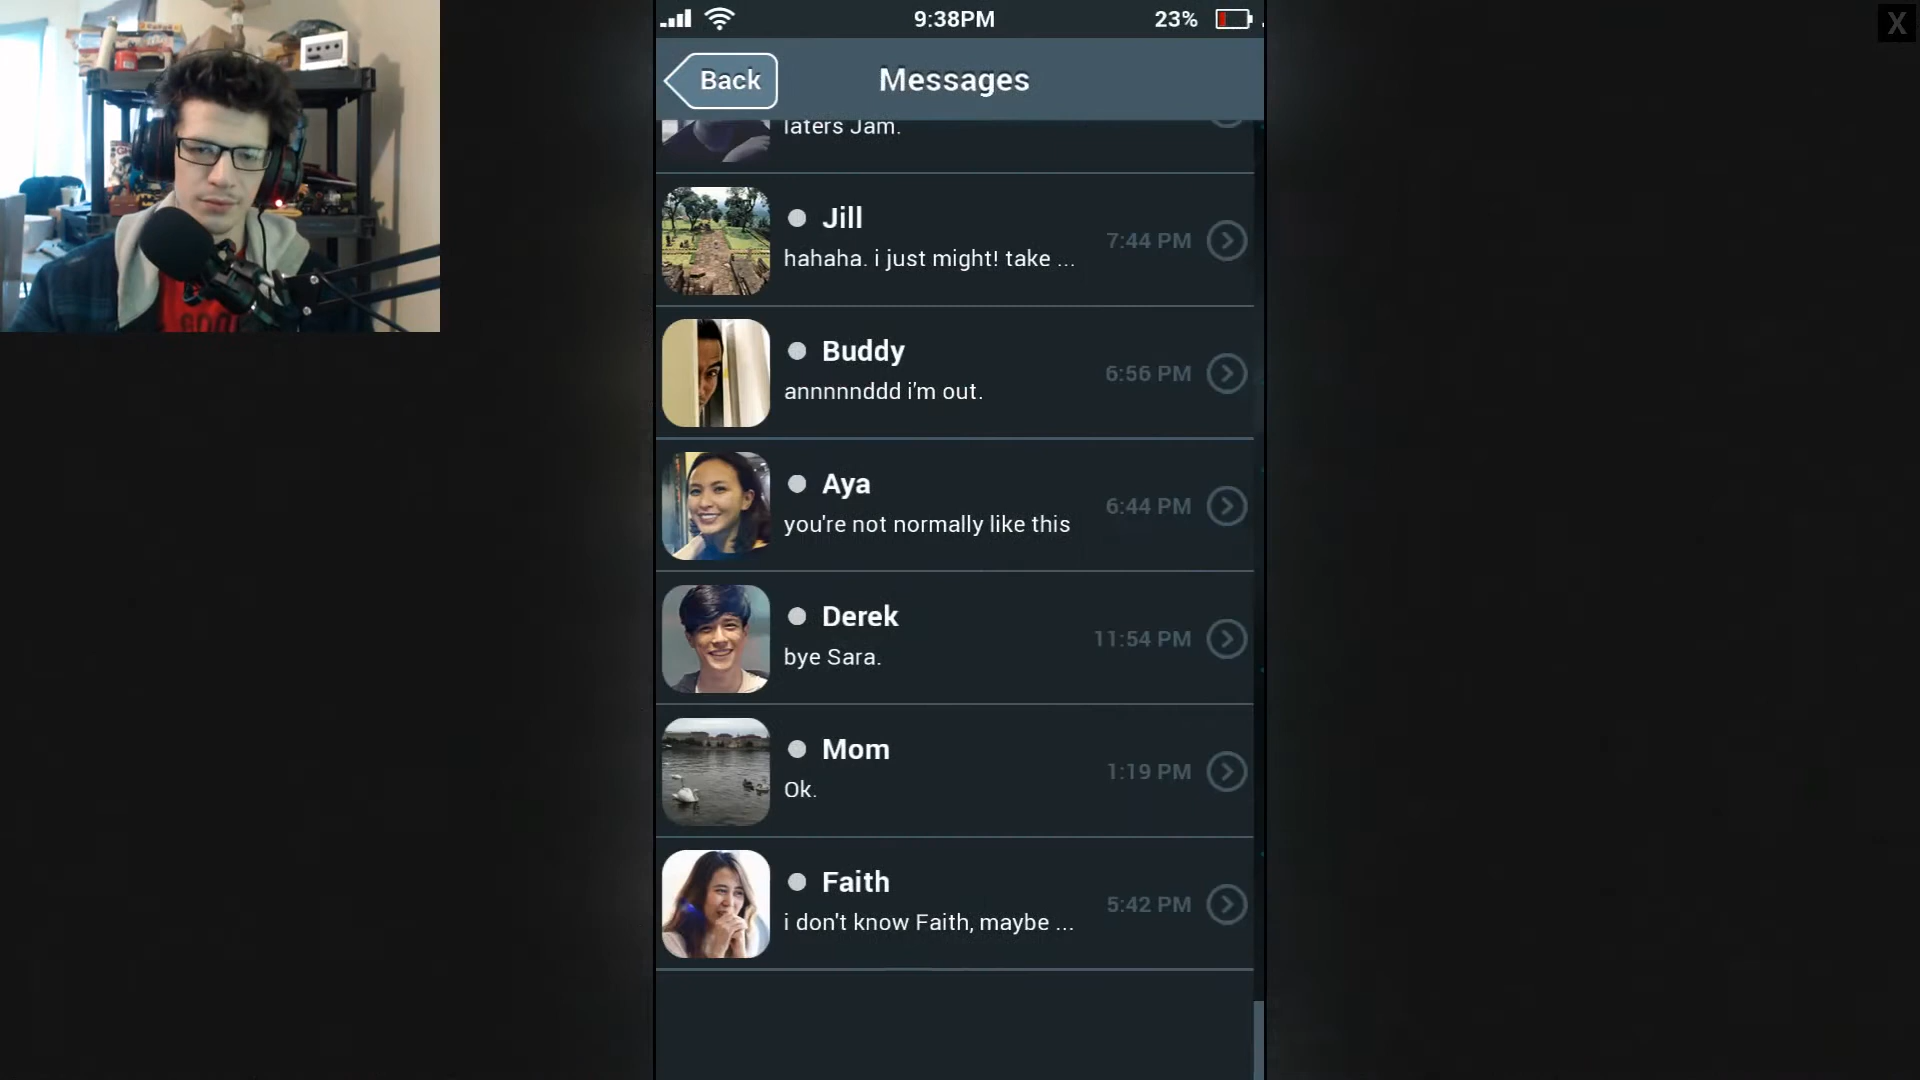 9:38PM
23%
X
Back
Messages
laters Jam.
Jill
7:44 PM
hahaha. i just might! take ...
Buddy
6:56 PM
annnnnddd i'm out.
Aya
6:44 PM
you're not normally like this
Derek
11:54 PM
bye Sara.
Mom
1:19 PM
Ok.
Faith
5:42 PM
i don't know Faith, maybe ...